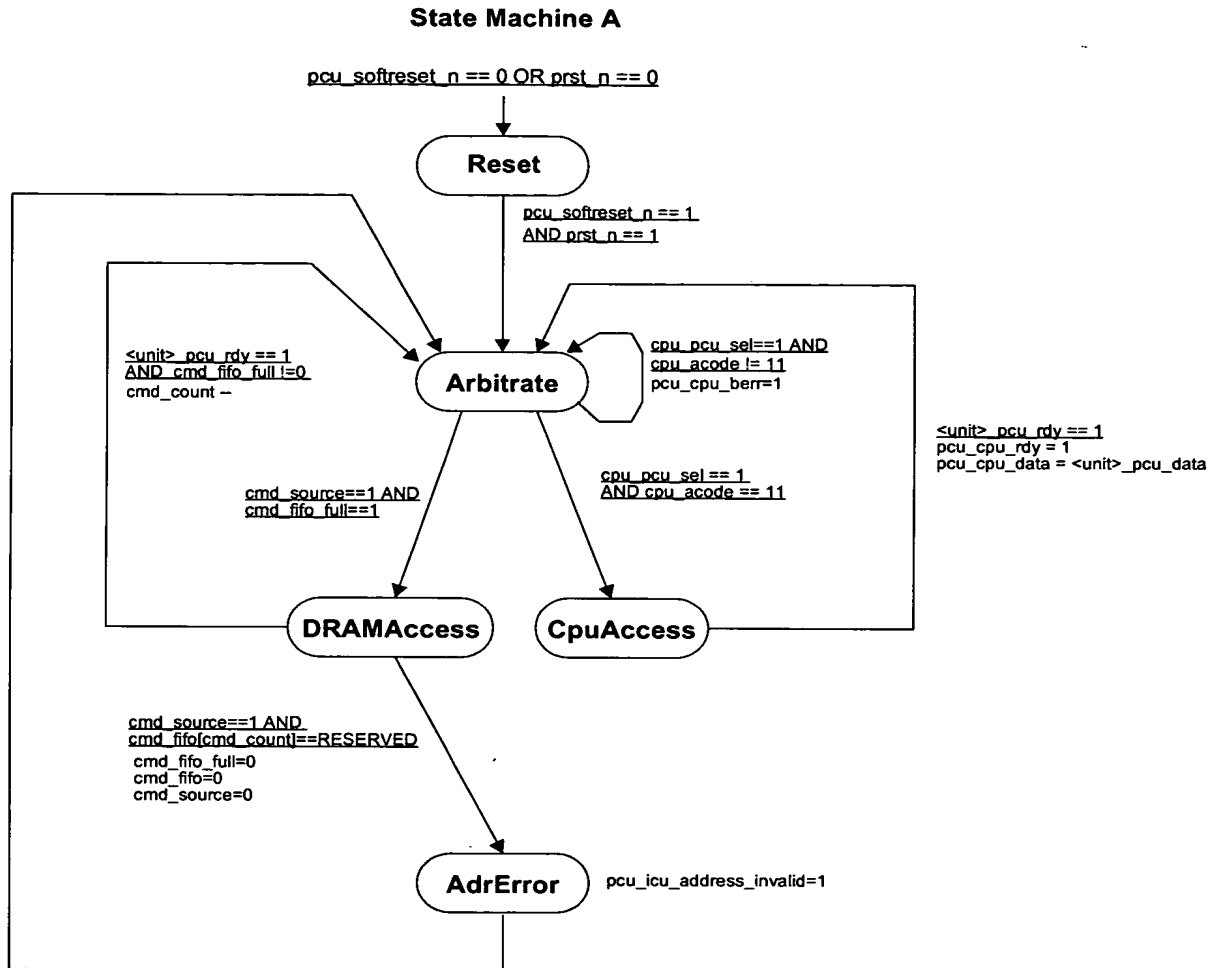 State Machine A
pcu_softreset_n == 0 OR prst_n == 0
Reset
pcu_softreset_n == 1
AND prst_n == 1
<unit>_pcu_rdy == 1
AND cmd_fifo_full !=0
cmd_count --
Arbitrate
cpu_pcu_sel==1 AND
cpu_acode != 11
pcu_cpu_berr=1
<unit>_pcu_rdy == 1
pcu_cpu_rdy = 1
pcu_cpu_data = <unit>_pcu_data
cmd_source==1 AND
cmd_fifo_full==1
cpu_pcu_sel == 1
AND cpu_acode == 11
DRAMAccess
CpuAccess
cmd_source==1 AND
cmd_fifo[cmd_count]==RESERVED
cmd_fifo_full=0
cmd_fifo=0
cmd_source=0
AdrError
pcu_icu_address_invalid=1